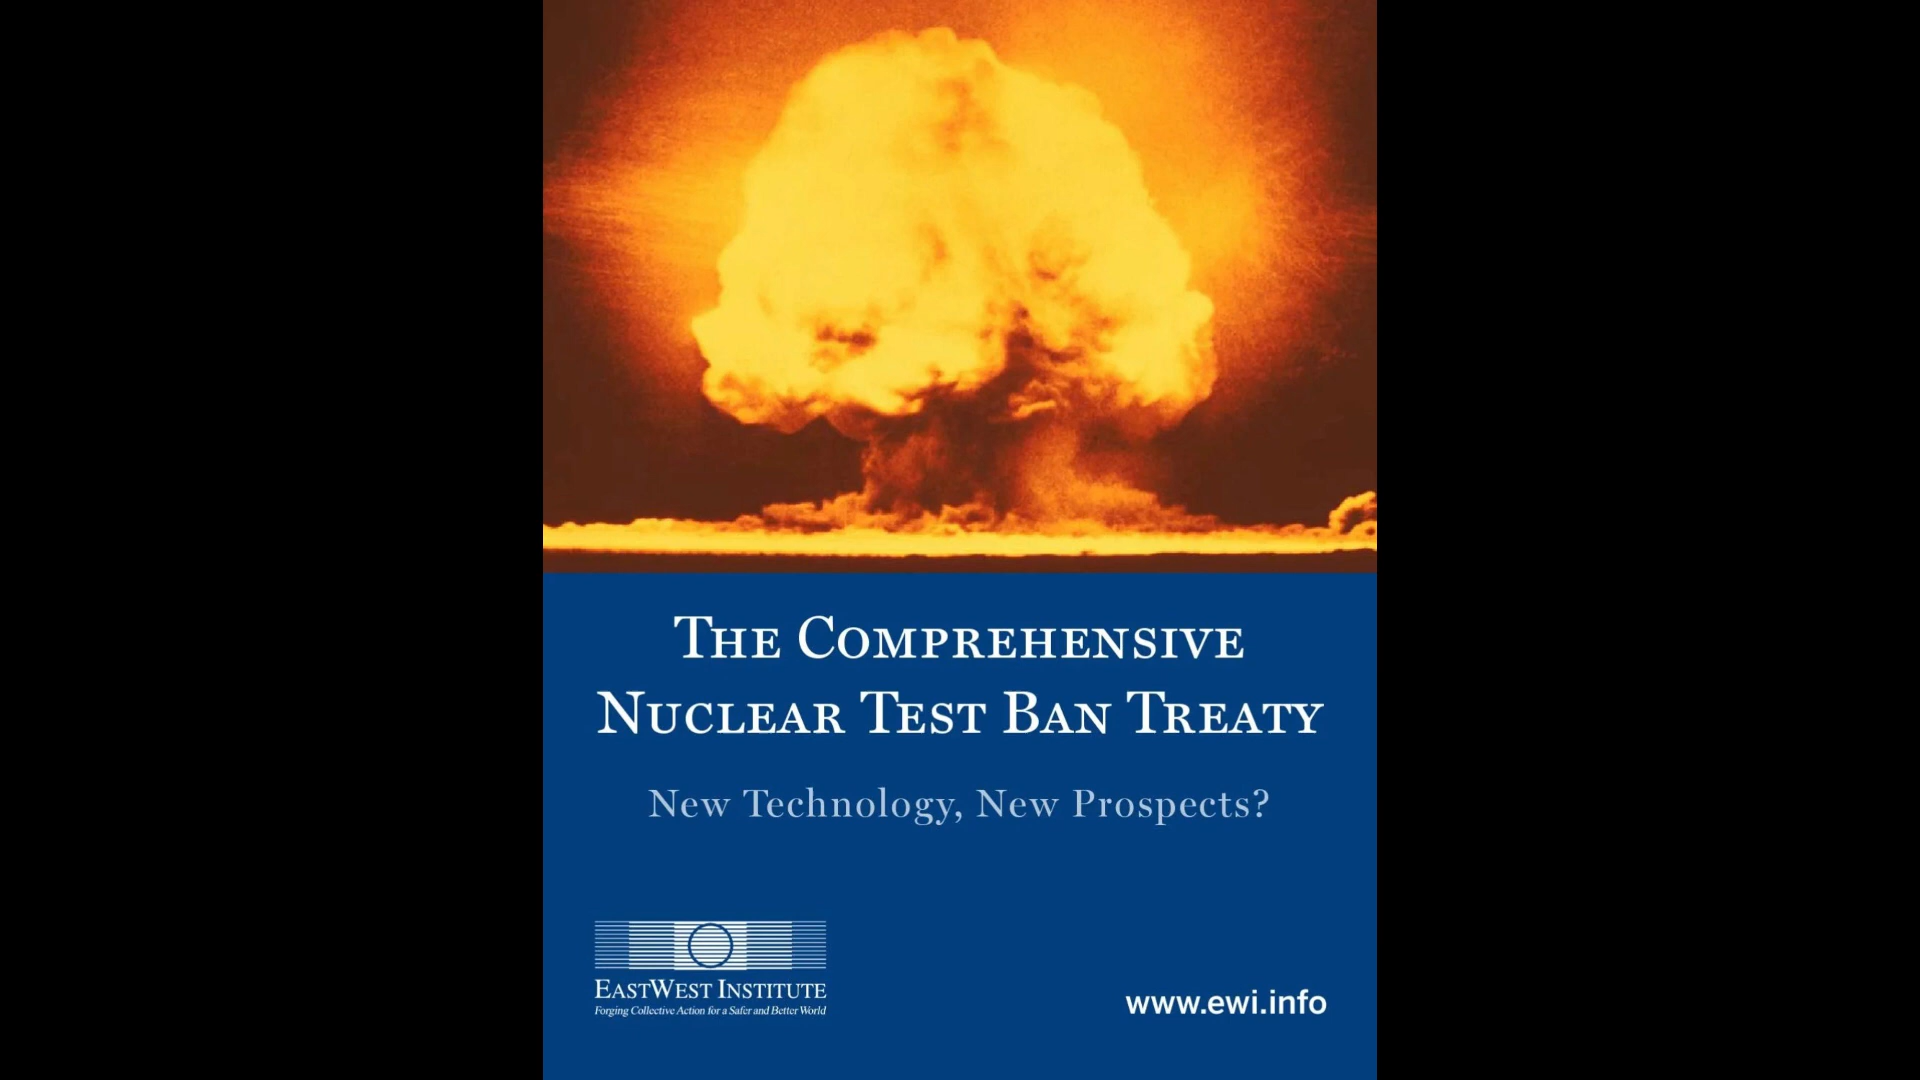 THE COMPREHENSIVE
NUCLEAR TEST BAN TREATY
New Technology, New Prospects?
EASTWEST INSTITUTE
Forging Collective Action for a Safer and Better World
www.ewi.info